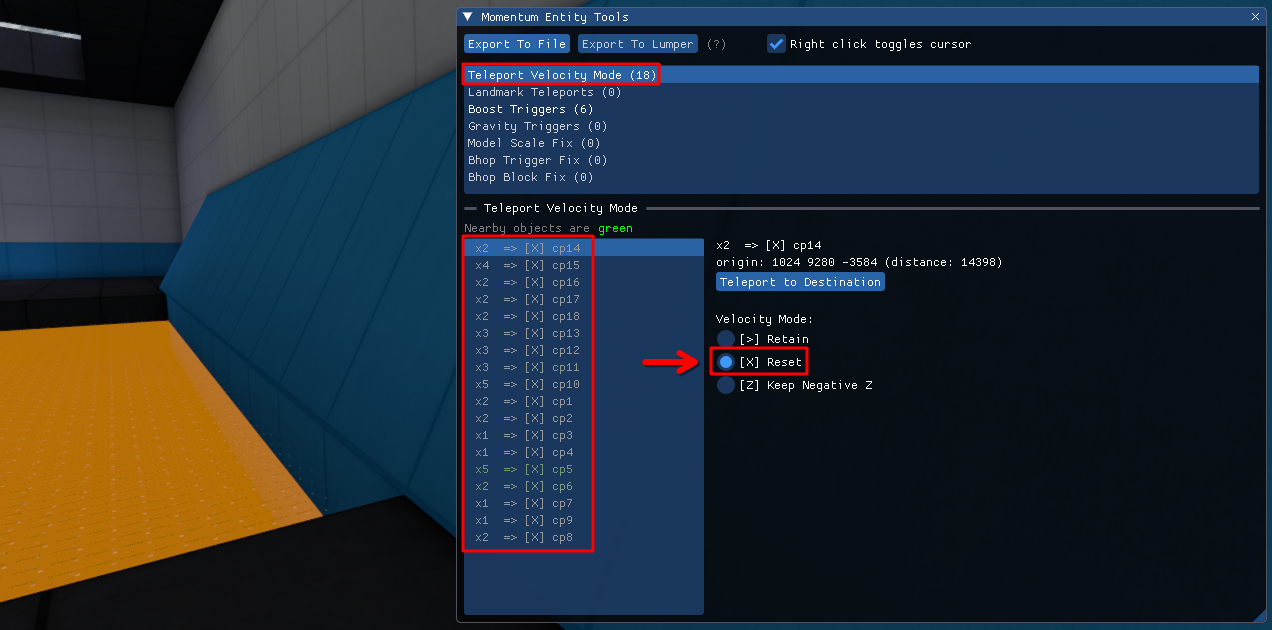 Momentum Entity Tools
Export To File Export To Lumper (?) Right click toggles cursor
Teleport Velocity Mode (18)
Landmark Teleports (0)
Boost Triggers (6)
Gravity Triggers (0)
Model Scale Fix (0)
Bhop Trigger Fix (0)
Bhop Block Fix (0)
Teleport Velocity Mode
Nearby objects are green
x2 => [X] cp14
x4 => [X] cp15
x2 => [X] cp16
x2 => [X] cp17
x2 => [X] cp18
x3 => [X] cp13
x3 => [X] cp12
x3 => [X] cp11
x5 => [X] cp10
x2 => [X] cp1
x2 => [X] cp2
x1 => [X] cp3
x1 => [X] cp4
x5 => [X] cp5
x2 => [X] cp6
x1 => [X] cp7
x1 => [X] cp9
x2 => [X] cp8
x2 => [X] cp14
origin: 1024 9280 -3584 (distance: 14398)
Teleport to Destination
Velocity Mode:
[>] Retain
[X] Reset
[Z] Keep Negative Z